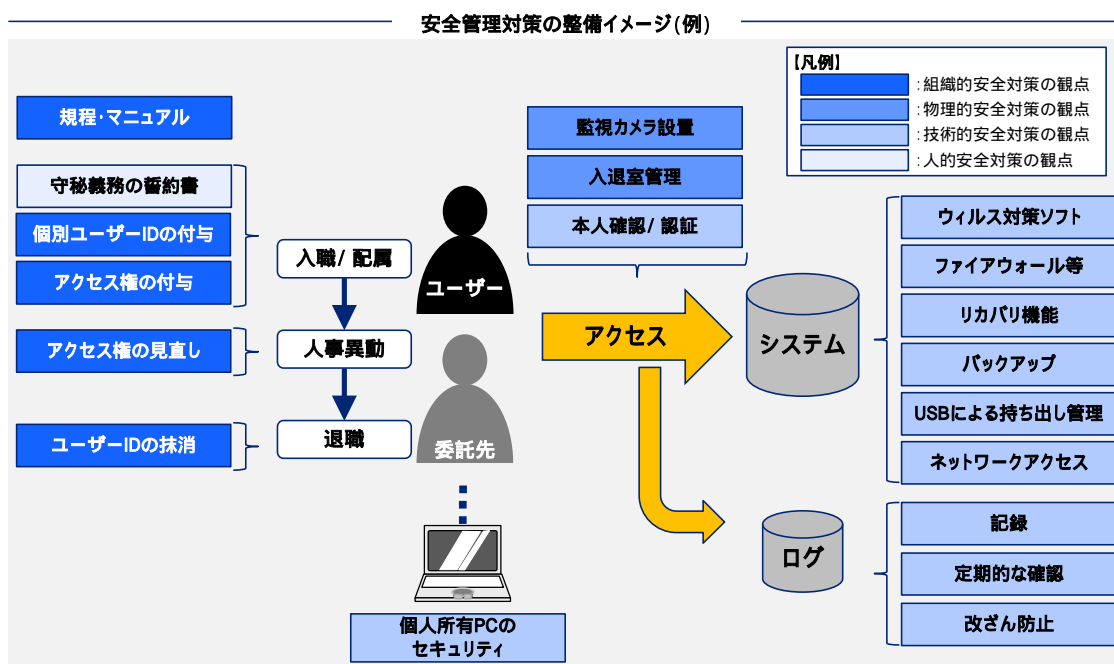 安全管理対策の整備イメージ(例)
【凡例】
:組織的安全対策の観点
:物理的安全対策の観点
:技術的安全対策の観点
:人的安全対策の観点
規程・マニュアル
守秘義務の誓約書
個別ユーザーIDの付与
アクセス権の付与
アクセス権の見直し
ユーザーIDの抹消
入職/ 配属
人事異動
退職
ユーザー
委託先
個人所有PCの
セキュリティ
監視カメラ設置
入退室管理
本人確認/ 認証
アクセス
システム
ログ
ウィルス対策ソフト
ファイアウォール等
リカバリ機能
バックアップ
USBによる持ち出し管理
ネットワークアクセス
記録
定期的な確認
改ざん防止